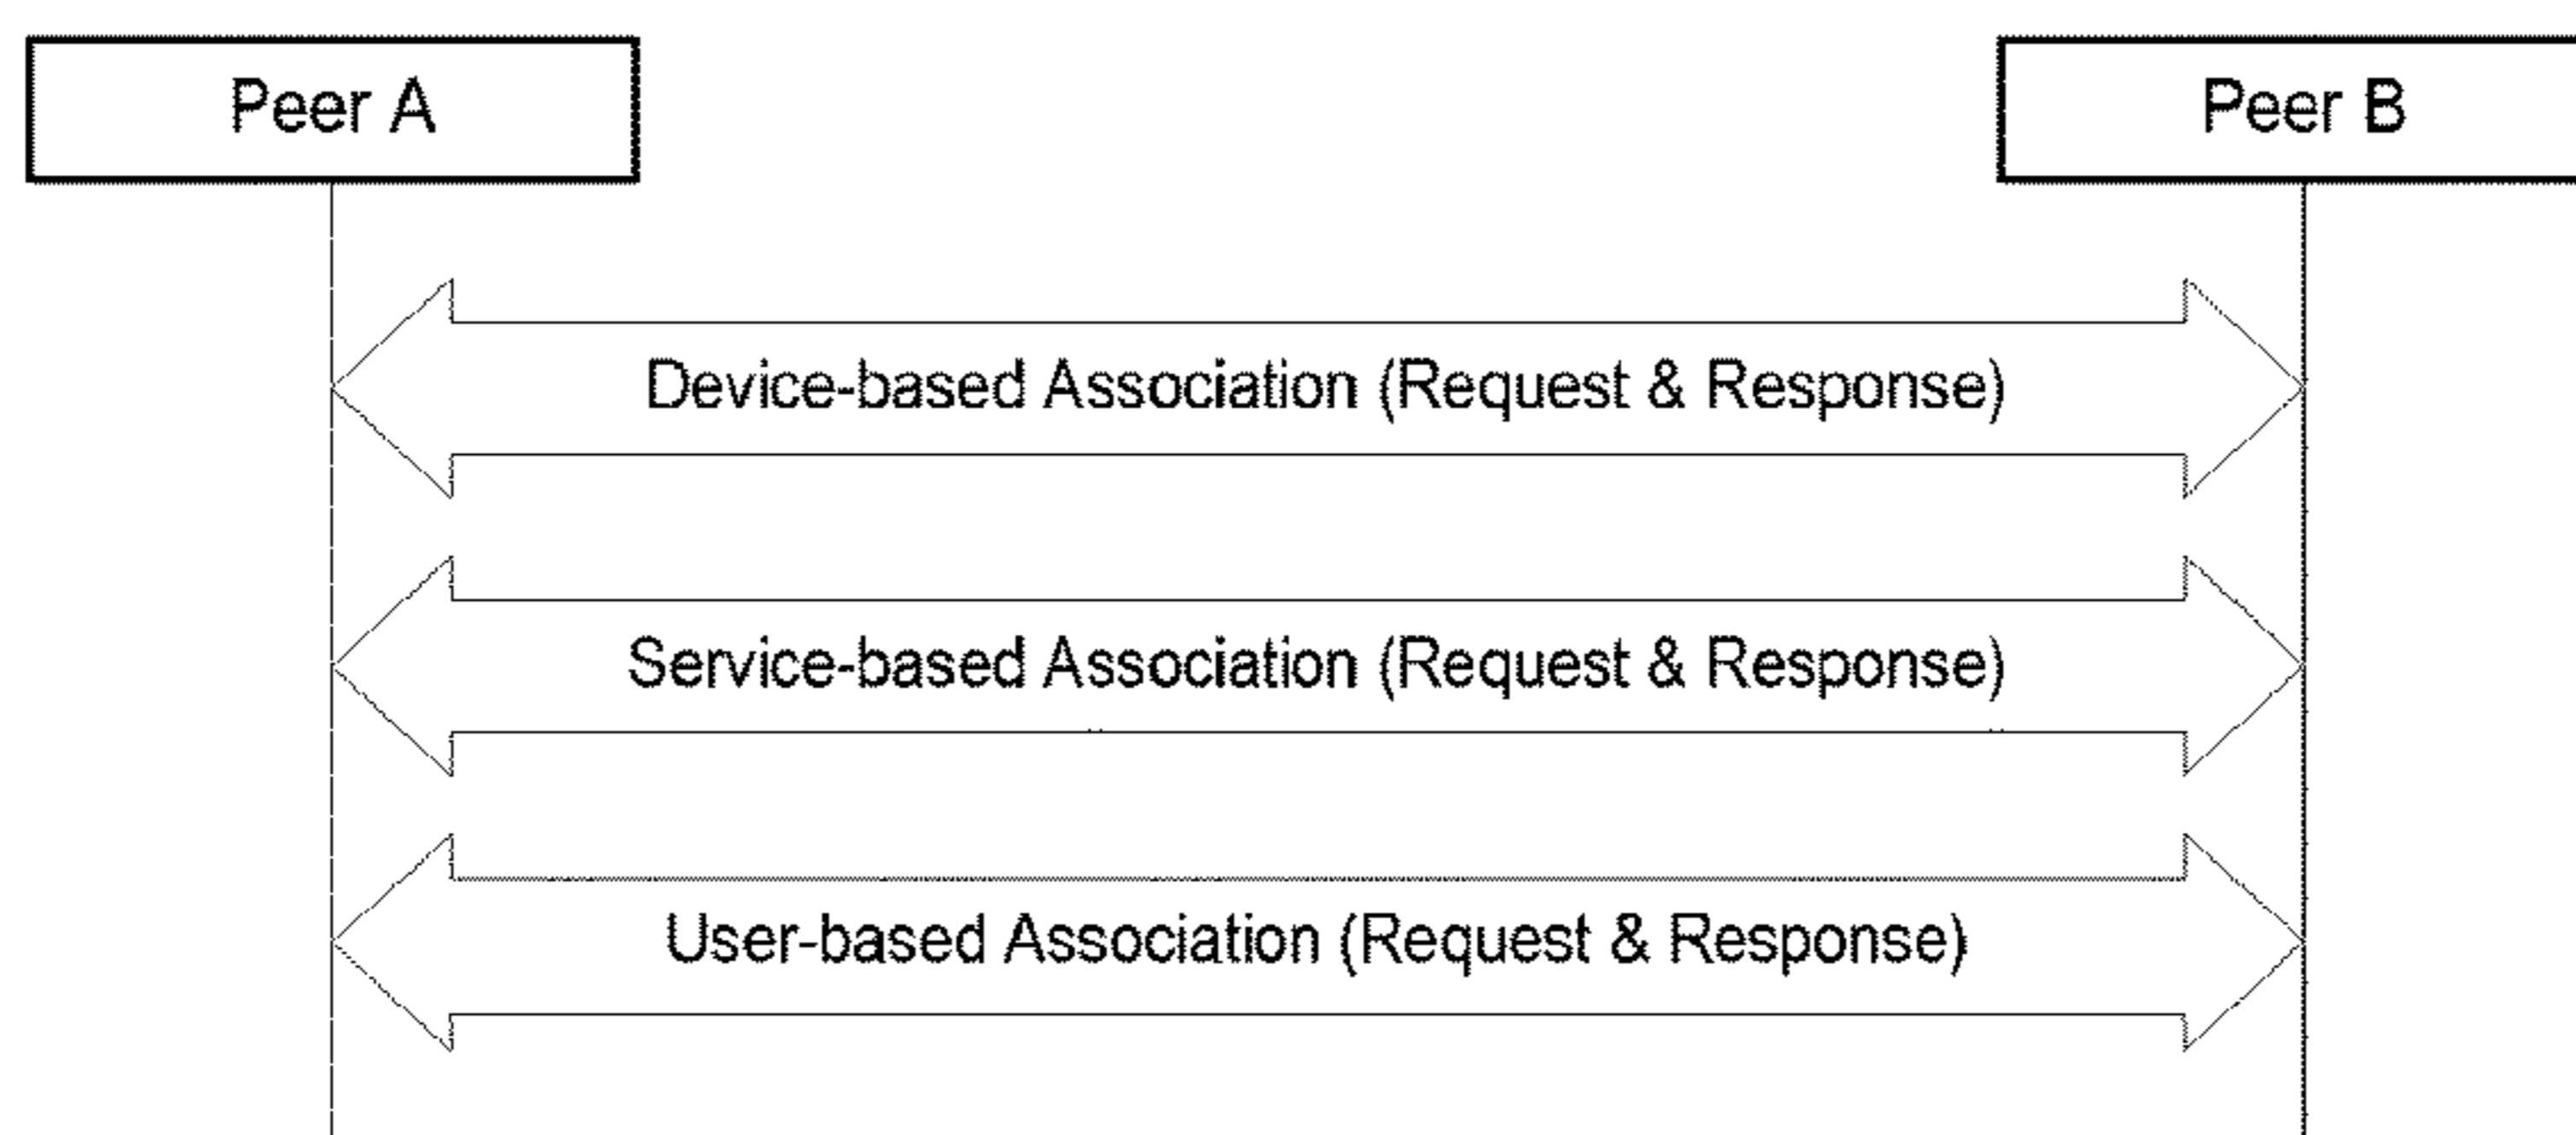 Peer A
Peer B
Device-based Association (Request & Response)
Service-based Association (Request & Response)
User-based Association (Request & Response)